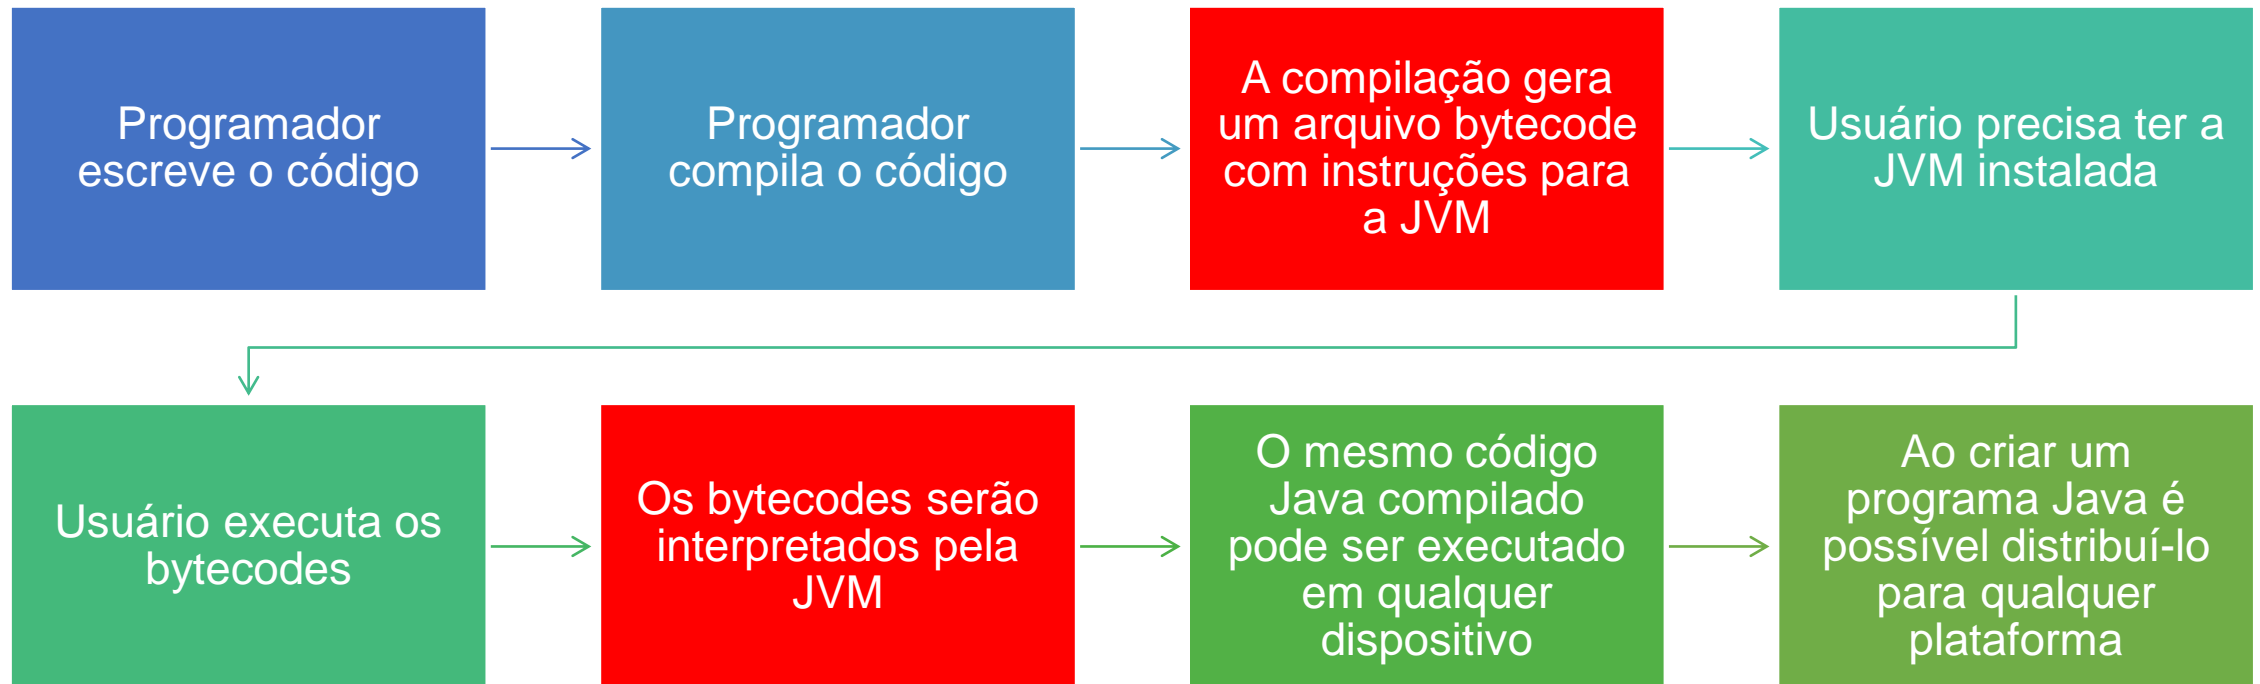 Programador
escreve o código
Programador
compila o código
A compilação gera
um arquivo bytecode
com instruções para
a JVM
Usuário precisa ter a
JVM instalada
Usuário executa os
bytecodes
Os bytecodes serão
interpretados pela
JVM
O mesmo código
Java compilado
pode ser executado
em qualquer
dispositivo
Ao criar um
programa Java é
possível distribuí-lo
para qualquer
plataforma